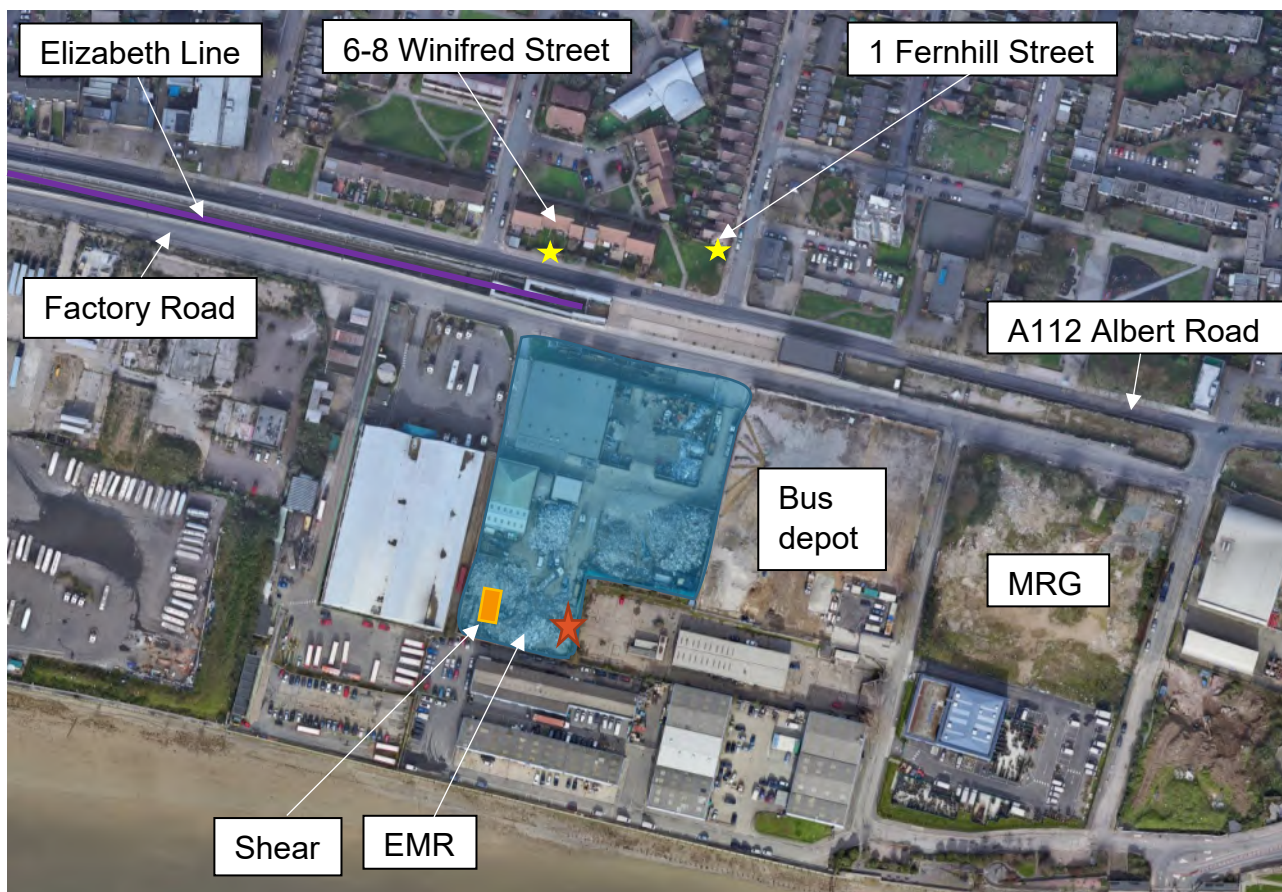 Elizabeth Line
6-8 Winifred Street
1 Fernhill Street
Factory Road
A112 Albert Road
Bus
depot
MRG
Shear
EMR